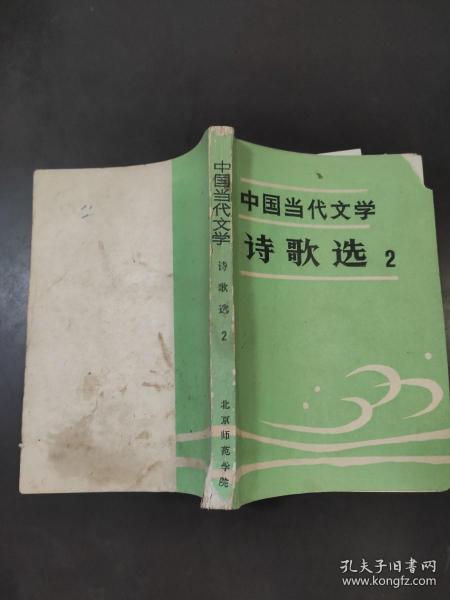 中国当代文学
诗歌选 2
中国当代文学
诗歌选
2
北京师范学院
孔夫子旧书网
www.kongfz.com